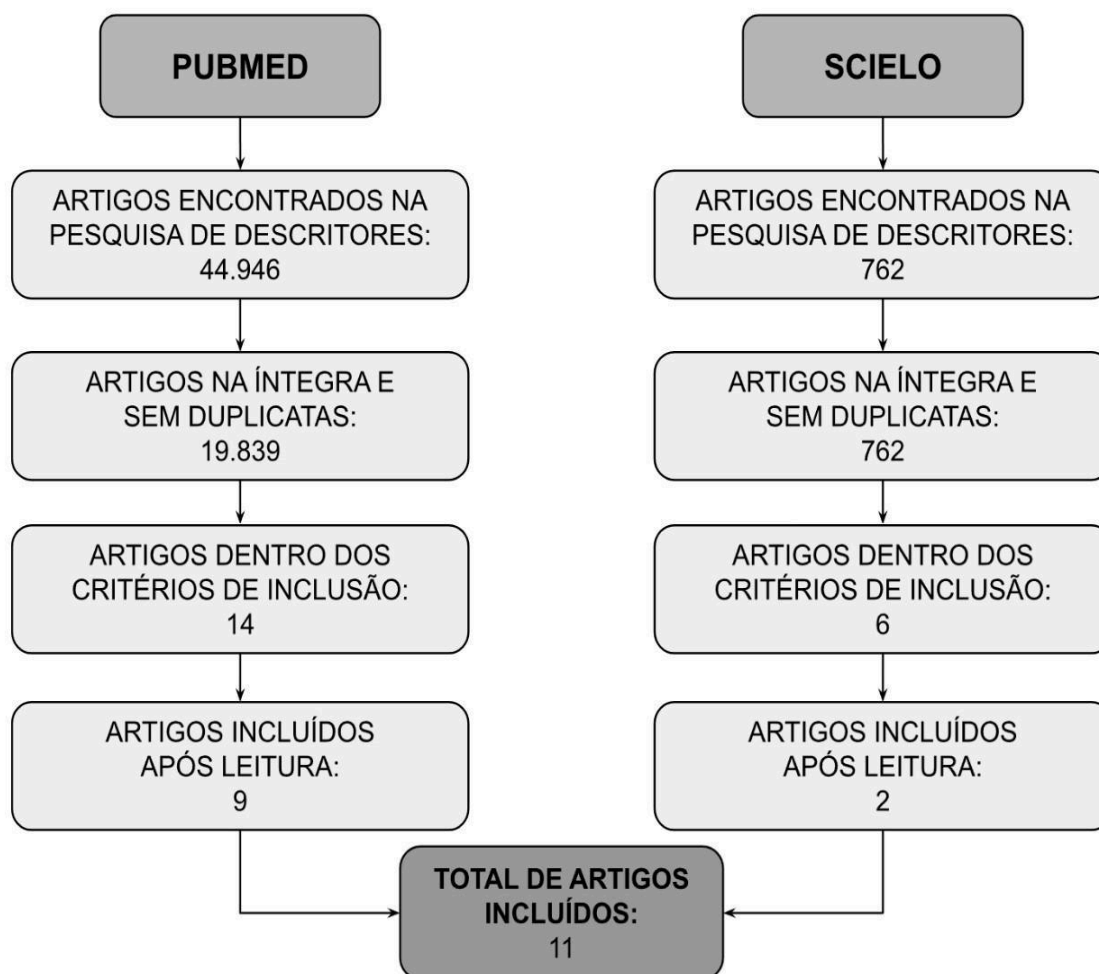 PUBMED
ARTIGOS ENCONTRADOS NA
PESQUISA DE DESCRITORES:
44.946
ARTIGOS NA ÍNTEGRA E
SEM DUPLICATAS:
19.839
ARTIGOS DENTRO DOS
CRITÉRIOS DE INCLUSÃO:
14
ARTIGOS INCLUÍDOS
APÓS LEITURA:
9
SCIELO
ARTIGOS ENCONTRADOS NA
PESQUISA DE DESCRITORES:
762
ARTIGOS NA ÍNTEGRA E
SEM DUPLICATAS:
762
ARTIGOS DENTRO DOS
CRITÉRIOS DE INCLUSÃO:
6
ARTIGOS INCLUÍDOS
APÓS LEITURA:
2
TOTAL DE ARTIGOS
INCLUÍDOS:
11